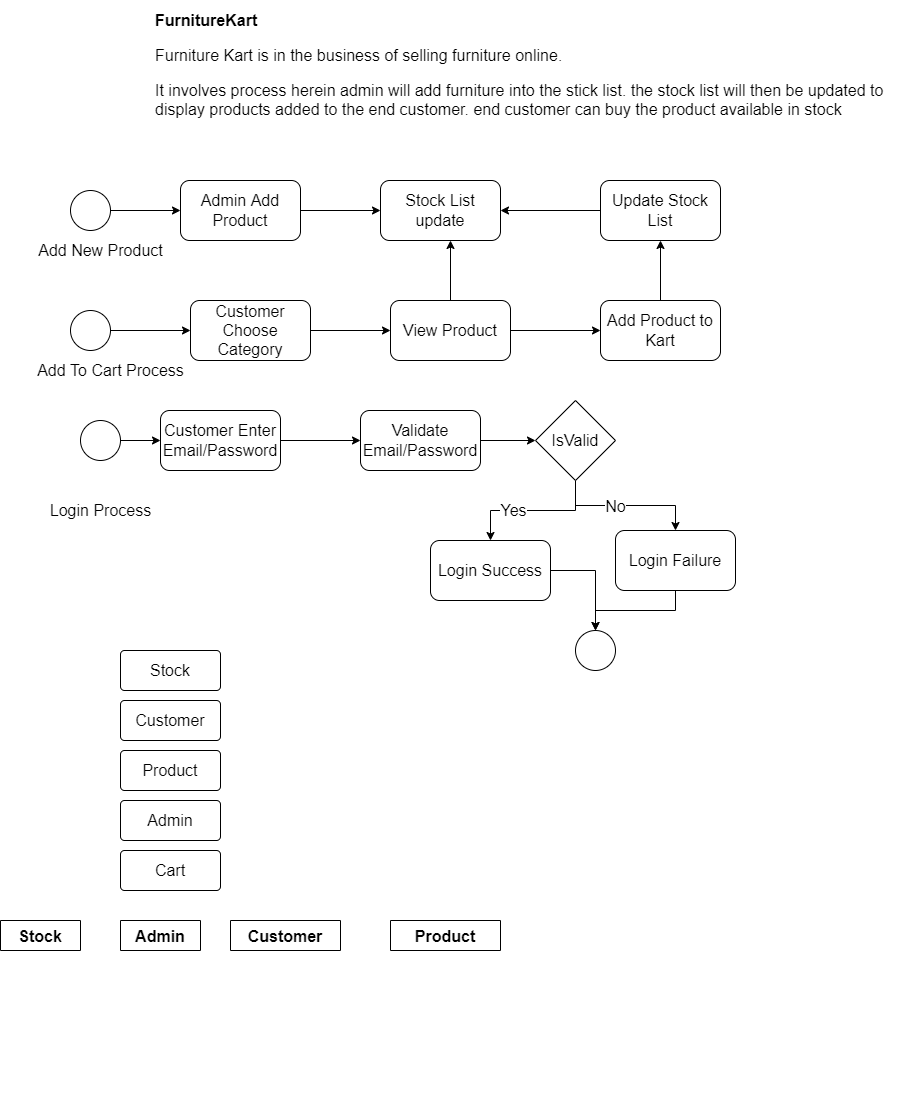 FurnitureKart
Furniture Kart is in the business of selling furniture online.
It involves process herein admin will add furniture into the stick list. the stock list will then be updated to
display products added to the end customer. end customer can buy the product available in stock
Admin Add
Product
Stock List
update
Update Stock
List
Add New Product
Customer
Choose
Category
View Product
Add Product to
Kart
Add To Cart Process
Customer Enter
Email/Password
Validate
Email/Password
IsValid
Login Process
Yes
No
Login Success
Login Failure
Stock
Customer
Product
Admin
Cart
Stock
Admin
Customer
Product